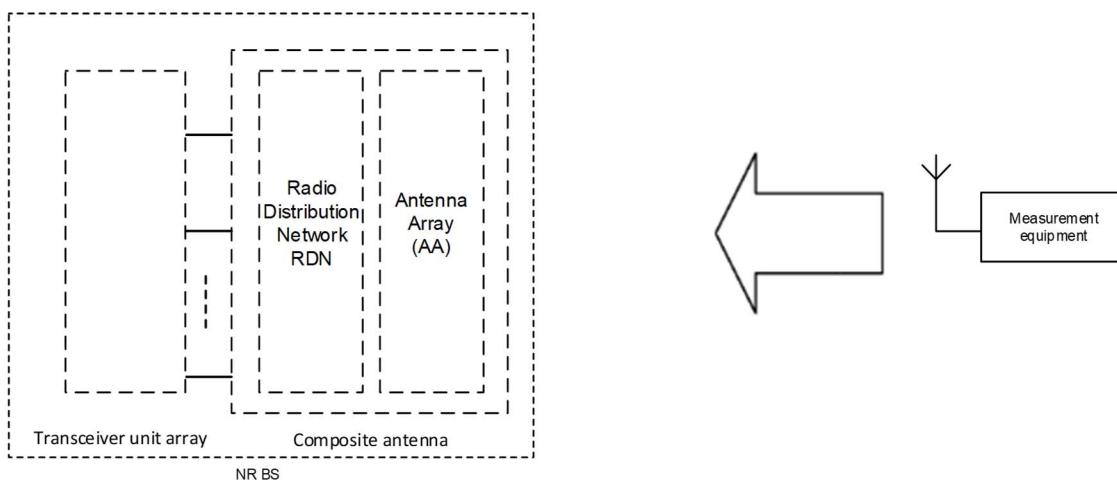 Radio
Distribution
Network
RDN
Antenna
Array
(AA)
Measurement
equipment
Transceiver unit array
Composite antenna
NR BS